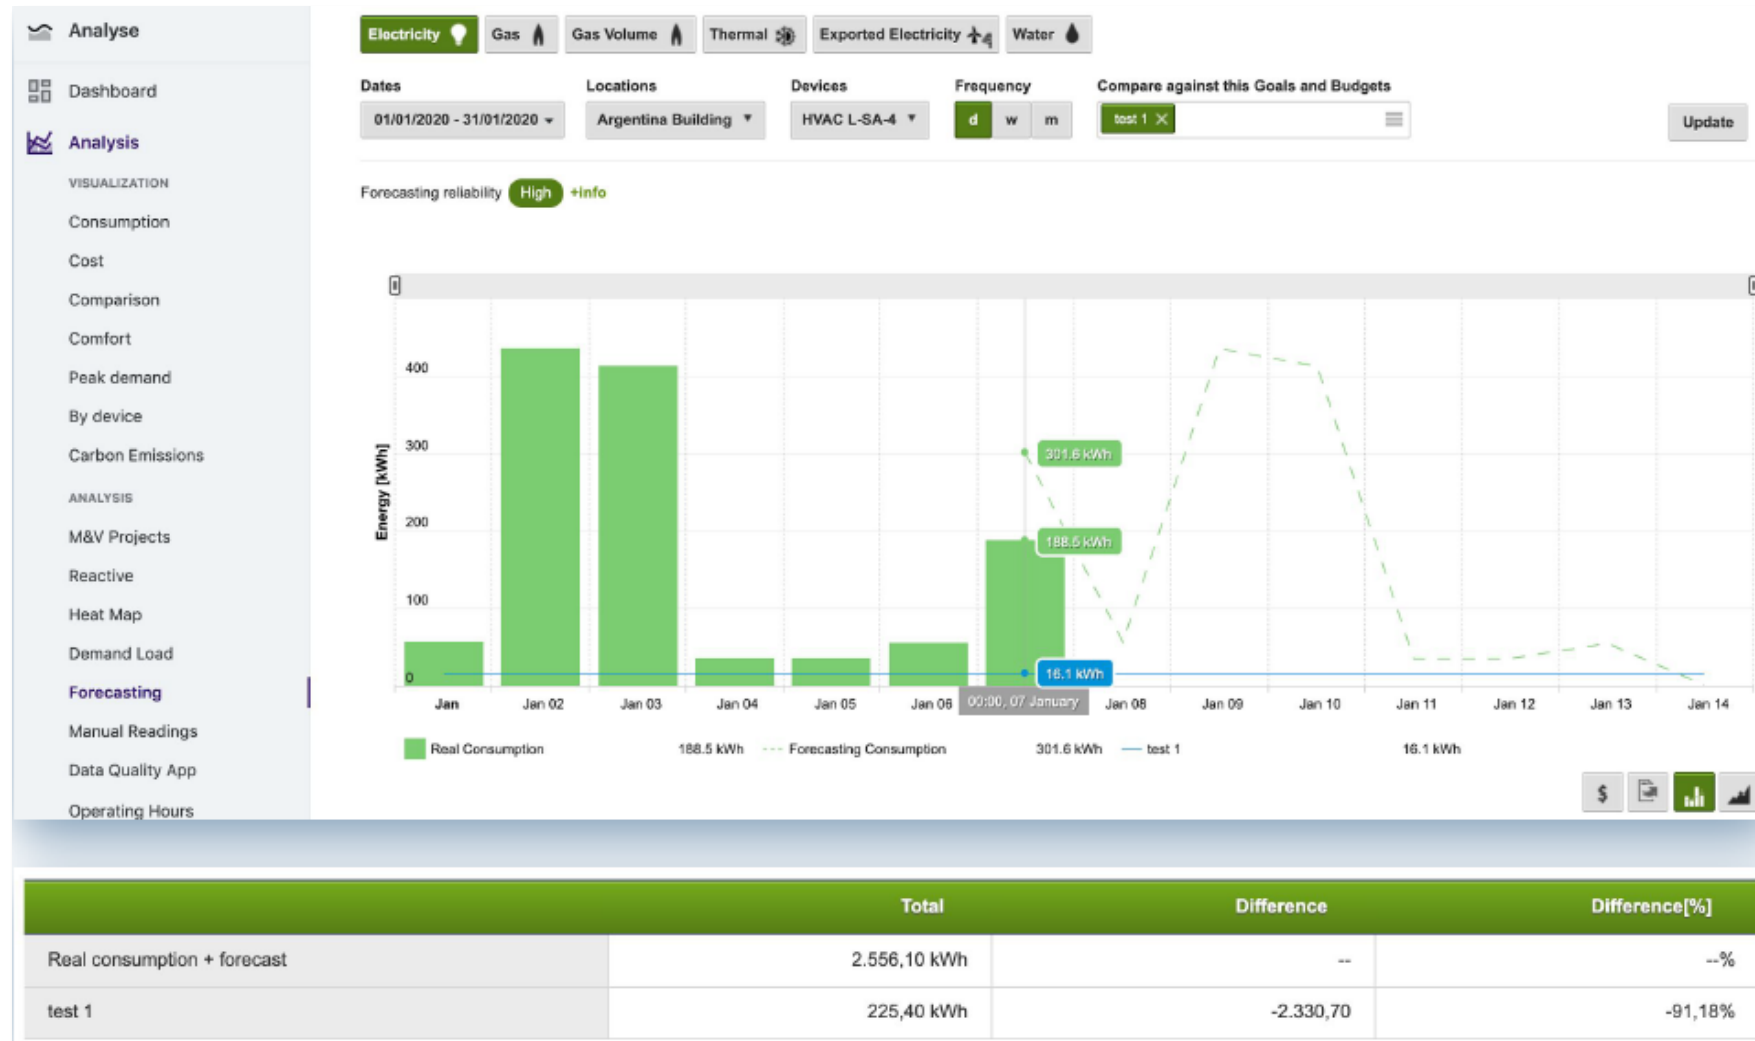 Analyse
Dashboard
Analysis
VISUALIZATION
Consumption
Cost
Comparison
Comfort
Peak demand
By device
Carbon Emissions
ANALYSIS
M&V Projects
Reactive
Heat Map
Demand Load
Forecasting
Manual Readings
Data Quality App
Operating Hours
Electricity Gas Gas Volume Thermal Exported Electricity Water
Dates Locations Devices Frequency Compare against this Goals and Budgets
01/01/2020 - 31/01/2020 Argentina Building HVAC L-SA-4 d w m test 1 Update
Forecasting reliability High +info
Energy [kWh]
400
300
200
100
0
301.6 kWh
188.5 kWh
16.1 kWh
Jan Jan 02 Jan 03 Jan 04 Jan 05 Jan 06 00:00, 07 January Jan 08 Jan 09 Jan 10 Jan 11 Jan 12 Jan 13 Jan 14
Real Consumption 188.5 kWh Forecasting Consumption 301.6 kWh test 1 16.1 kWh
$
Total Difference Difference[%]
Real consumption + forecast 2.556,10 kWh -- --%
test 1 225,40 kWh -2.330,70 -91,18%